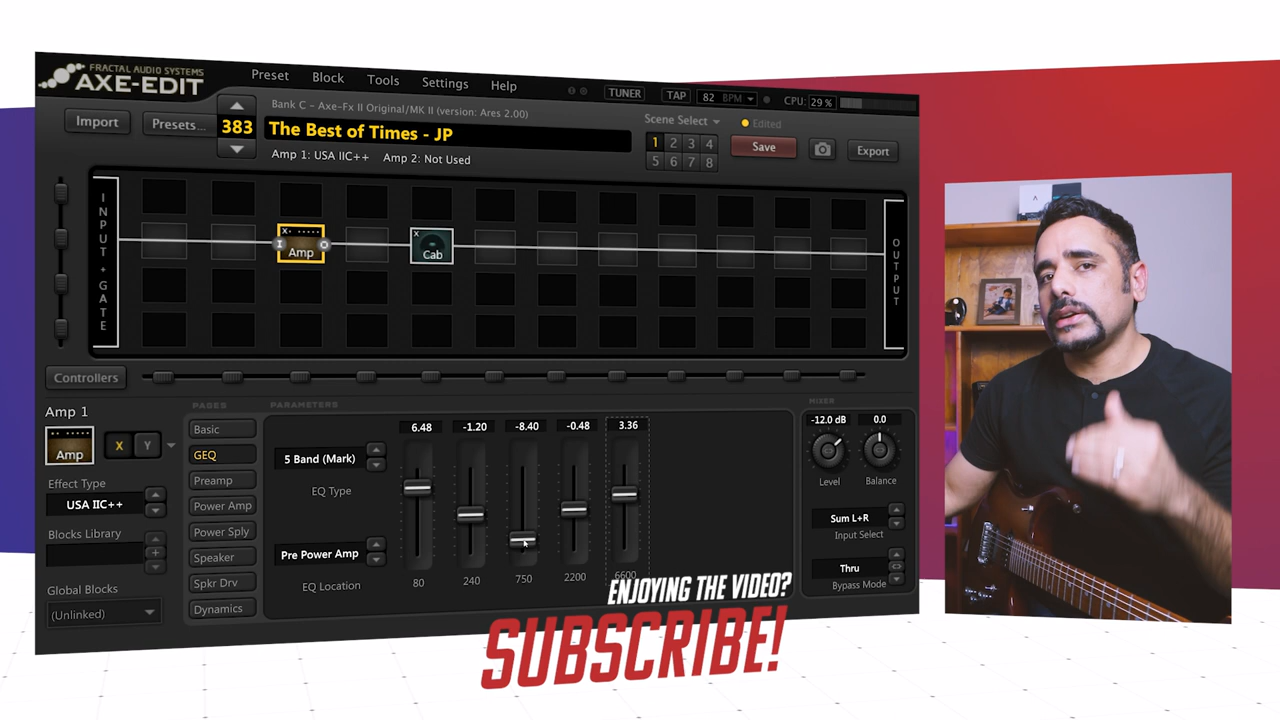 FRACTAL AUDIO SYSTEMS
AXE-EDIT
Preset Block Tools Settings Help
TUNER TAP 82 BPM CPU: 29 %
Import Presets... 383
Bank C - Axe-Fx II Original/MK II (version: Ares 2.00)
The Best of Times - JP
Amp 1: USA IIC++ Amp 2: Not Used
Scene Select
1 2 3 4
5 6 7 8
Edited
Save
Export
INPUT + GATE
X
Amp
X
Cab
OUTPUT
Controllers
Amp 1
Amp
X Y
Effect Type
USA IIC++
Blocks Library
Global Blocks
(Unlinked)
PAGES
Basic
GEQ
Preamp
Power Amp
Power Sply
Speaker
Spkr Drv
Dynamics
PARAMETERS
5 Band (Mark)
EQ Type
Pre Power Amp
EQ Location
6.48 -1.20 -8.40 -0.48 3.36
80 240 750 2200 6600
MIXER
-12.0 dB 0.0
Level Balance
Sum L+R
Input Select
Thru
Bypass Mode
ENJOYING THE VIDEO?
SUBSCRIBE!